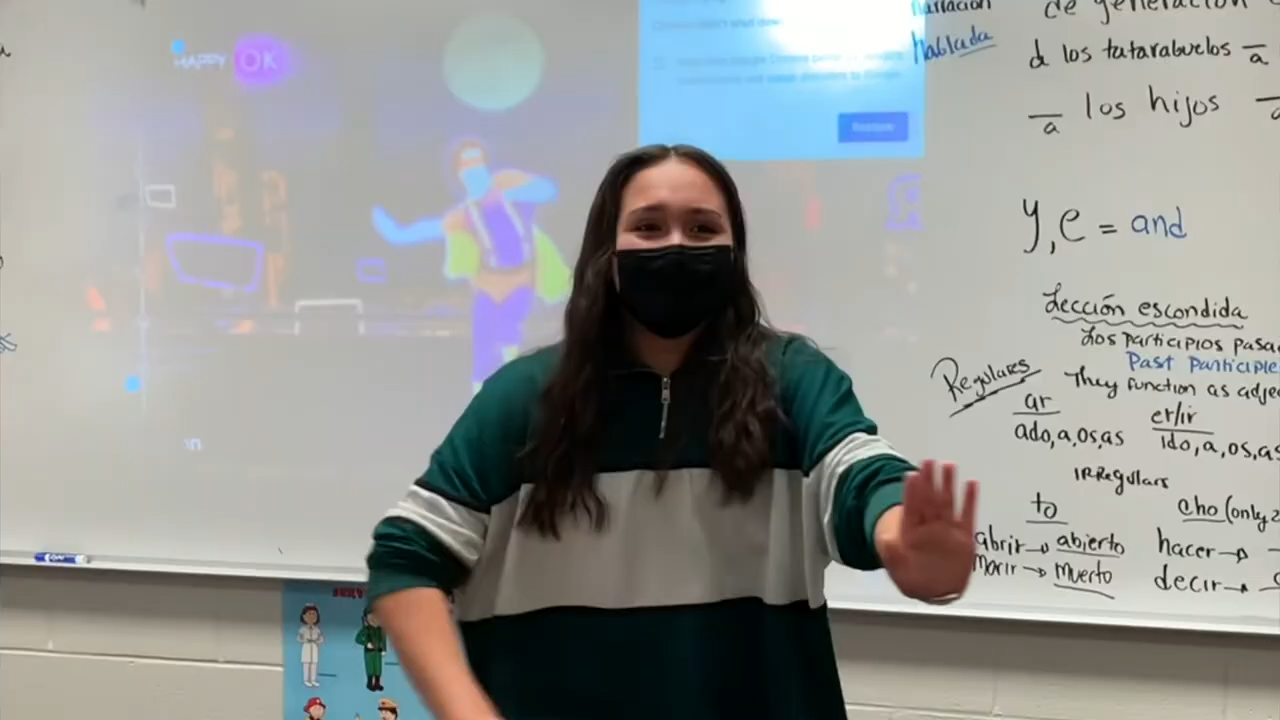 HAPPY OK
narración
hablada
de generación
d los tatarabuelos a
a los hijos
y, e = and
Lección escondida
Los participios pasa
Past Participle
They function as adje
Regulars
ar
ado, a, os, as
er/ir
ido, a, os, as
IRRegulars
to
abrir → abierto
morir → muerto
cho (only 2
hacer →
decir →